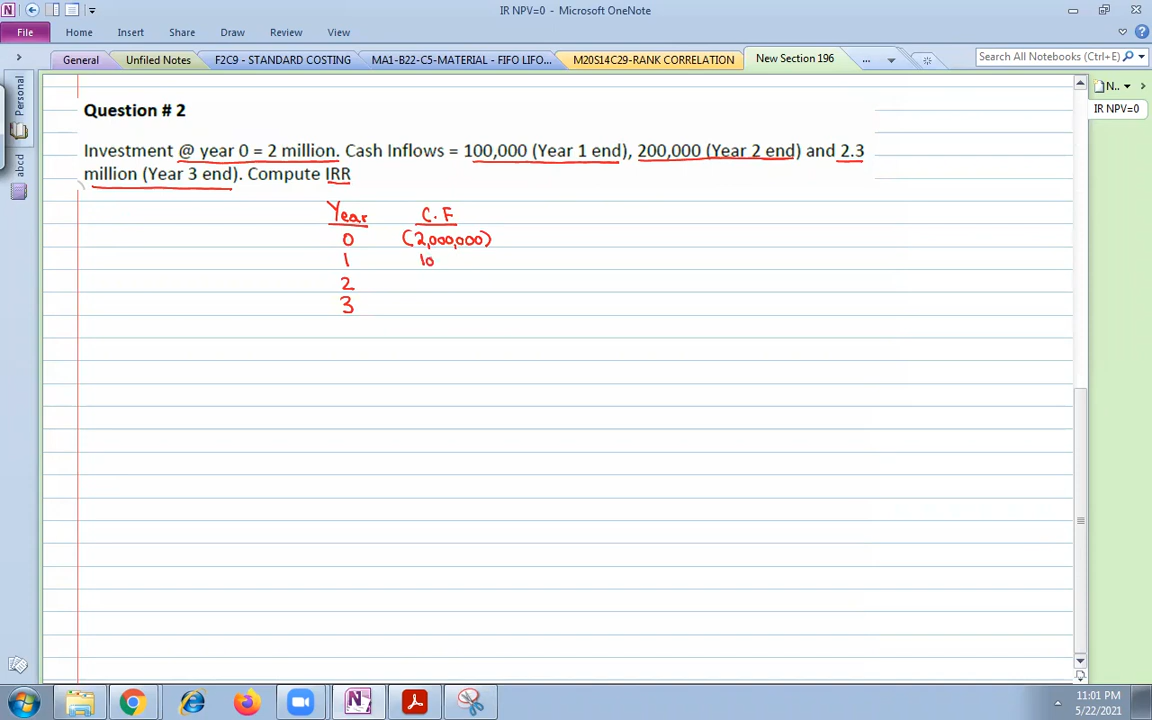 IR NPV=0 - Microsoft OneNote
File Home Insert Share Draw Review View
General Unfiled Notes F2C9 - STANDARD COSTING MA1-B22-C5-MATERIAL - FIFO LIFO... M20S14C29-RANK CORRELATION New Section 196 ... Search All Notebooks (Ctrl+E)
Personal
abcd
N..
IR NPV=0
Question # 2
Investment @ year 0 = 2 million. Cash Inflows = 100,000 (Year 1 end), 200,000 (Year 2 end) and 2.3
million (Year 3 end). Compute IRR
Year C.F
0 (2,000,000)
1 10
2
3
11:01 PM
5/22/2021